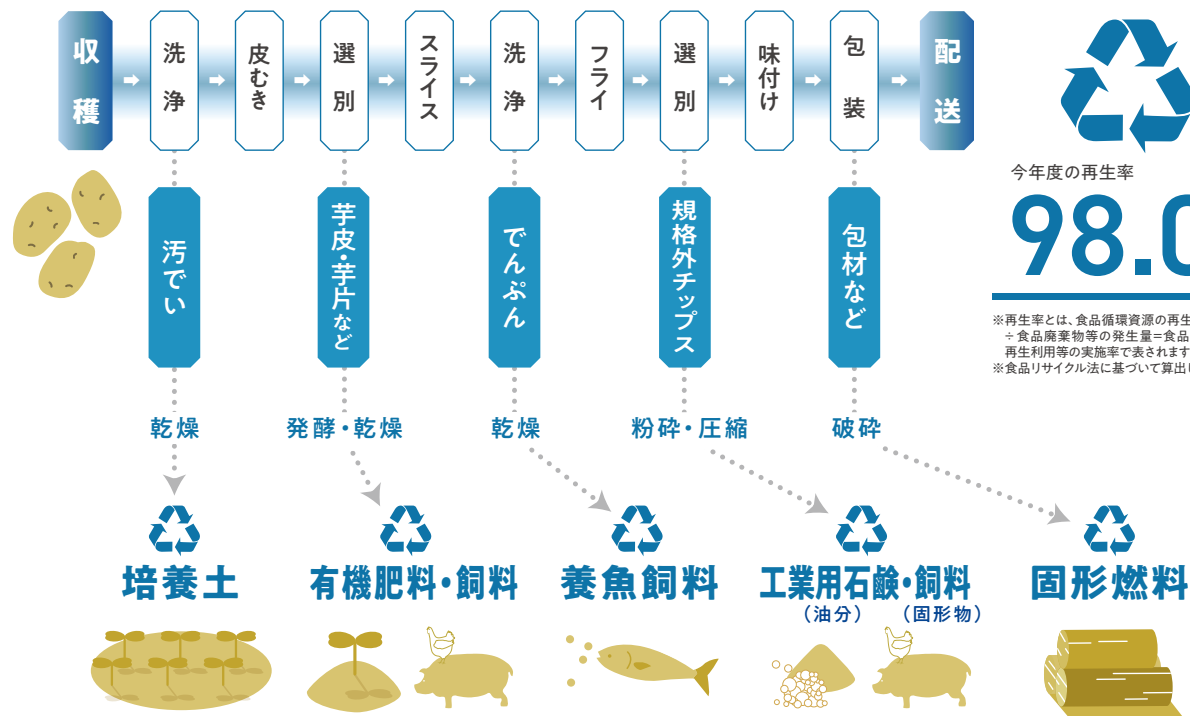 収穫
洗浄
皮むき
選別
スライス
洗浄
フライ
選別
味付け
包装
配送
汚でい
芋皮・芋片など
でんぷん
規格外チップス
包材など
乾燥
発酵・乾燥
乾燥
粉砕・圧縮
破砕
培養土
有機肥料・飼料
養魚飼料
工業用石鹸・飼料
（油分）
（固形物）
固形燃料
今年度の再生率
98.0
※再生率とは、食品循環資源の再生
÷食品廃棄物等の発生量=食品
再生利用等の実施率で表されます
※食品リサイクル法に基づいて算出